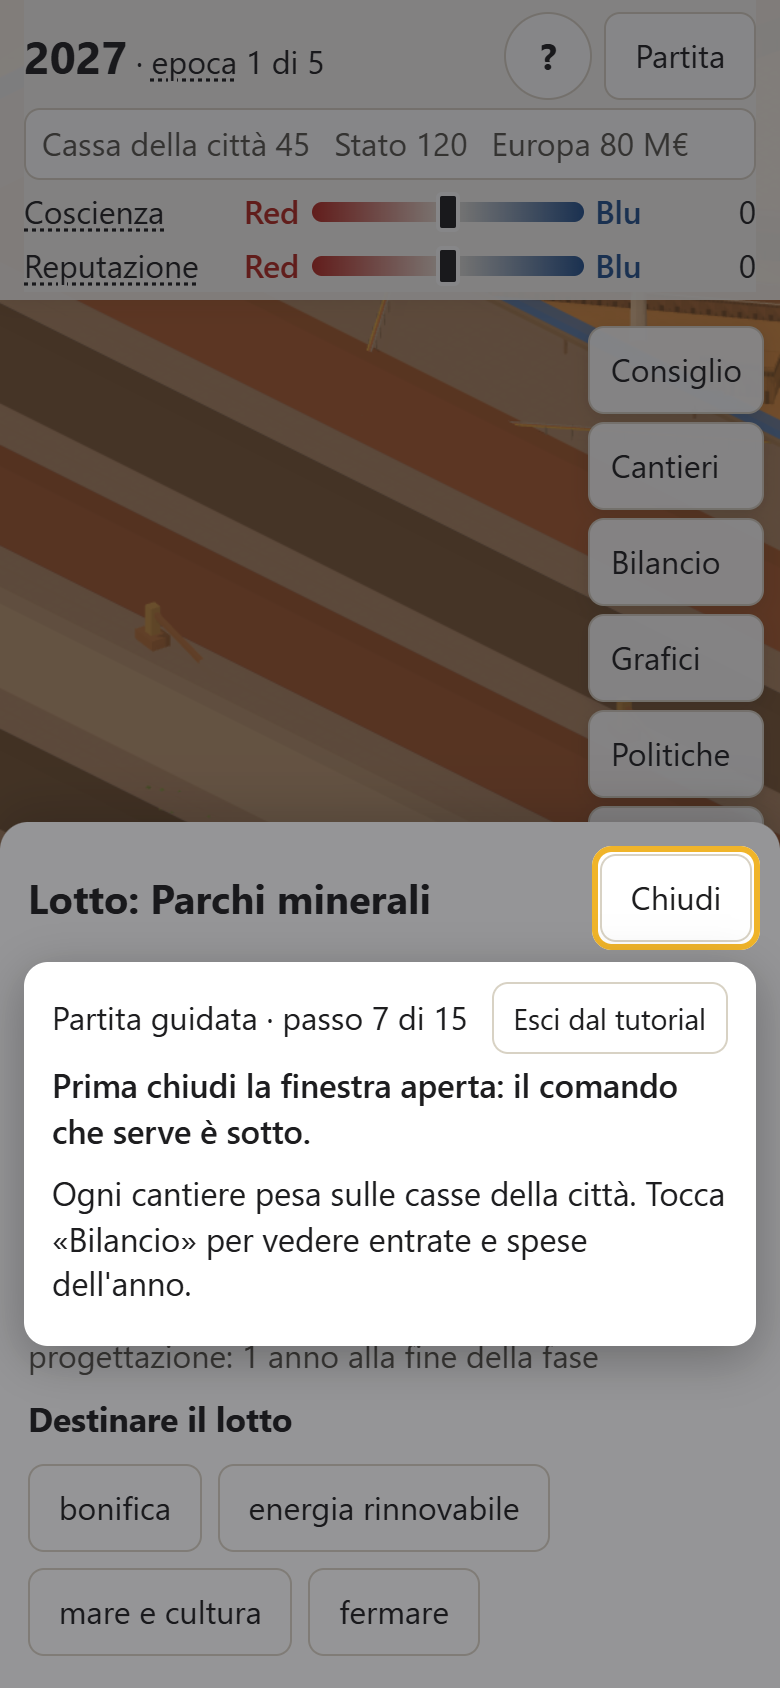 2027 · epoca 1 di 5
?
Partita
Cassa della città 45 Stato 120 Europa 80 M€
Coscienza Red Blu 0
Reputazione Red Blu 0
Consiglio
Cantieri
Bilancio
Grafici
Politiche
Lotto: Parchi minerali
Chiudi
Partita guidata · passo 7 di 15
Esci dal tutorial
Prima chiudi la finestra aperta: il comando
che serve è sotto.
Ogni cantiere pesa sulle casse della città. Tocca
«Bilancio» per vedere entrate e spese
dell'anno.
progettazione: 1 anno alla fine della fase
Destinare il lotto
bonifica
energia rinnovabile
mare e cultura
fermare